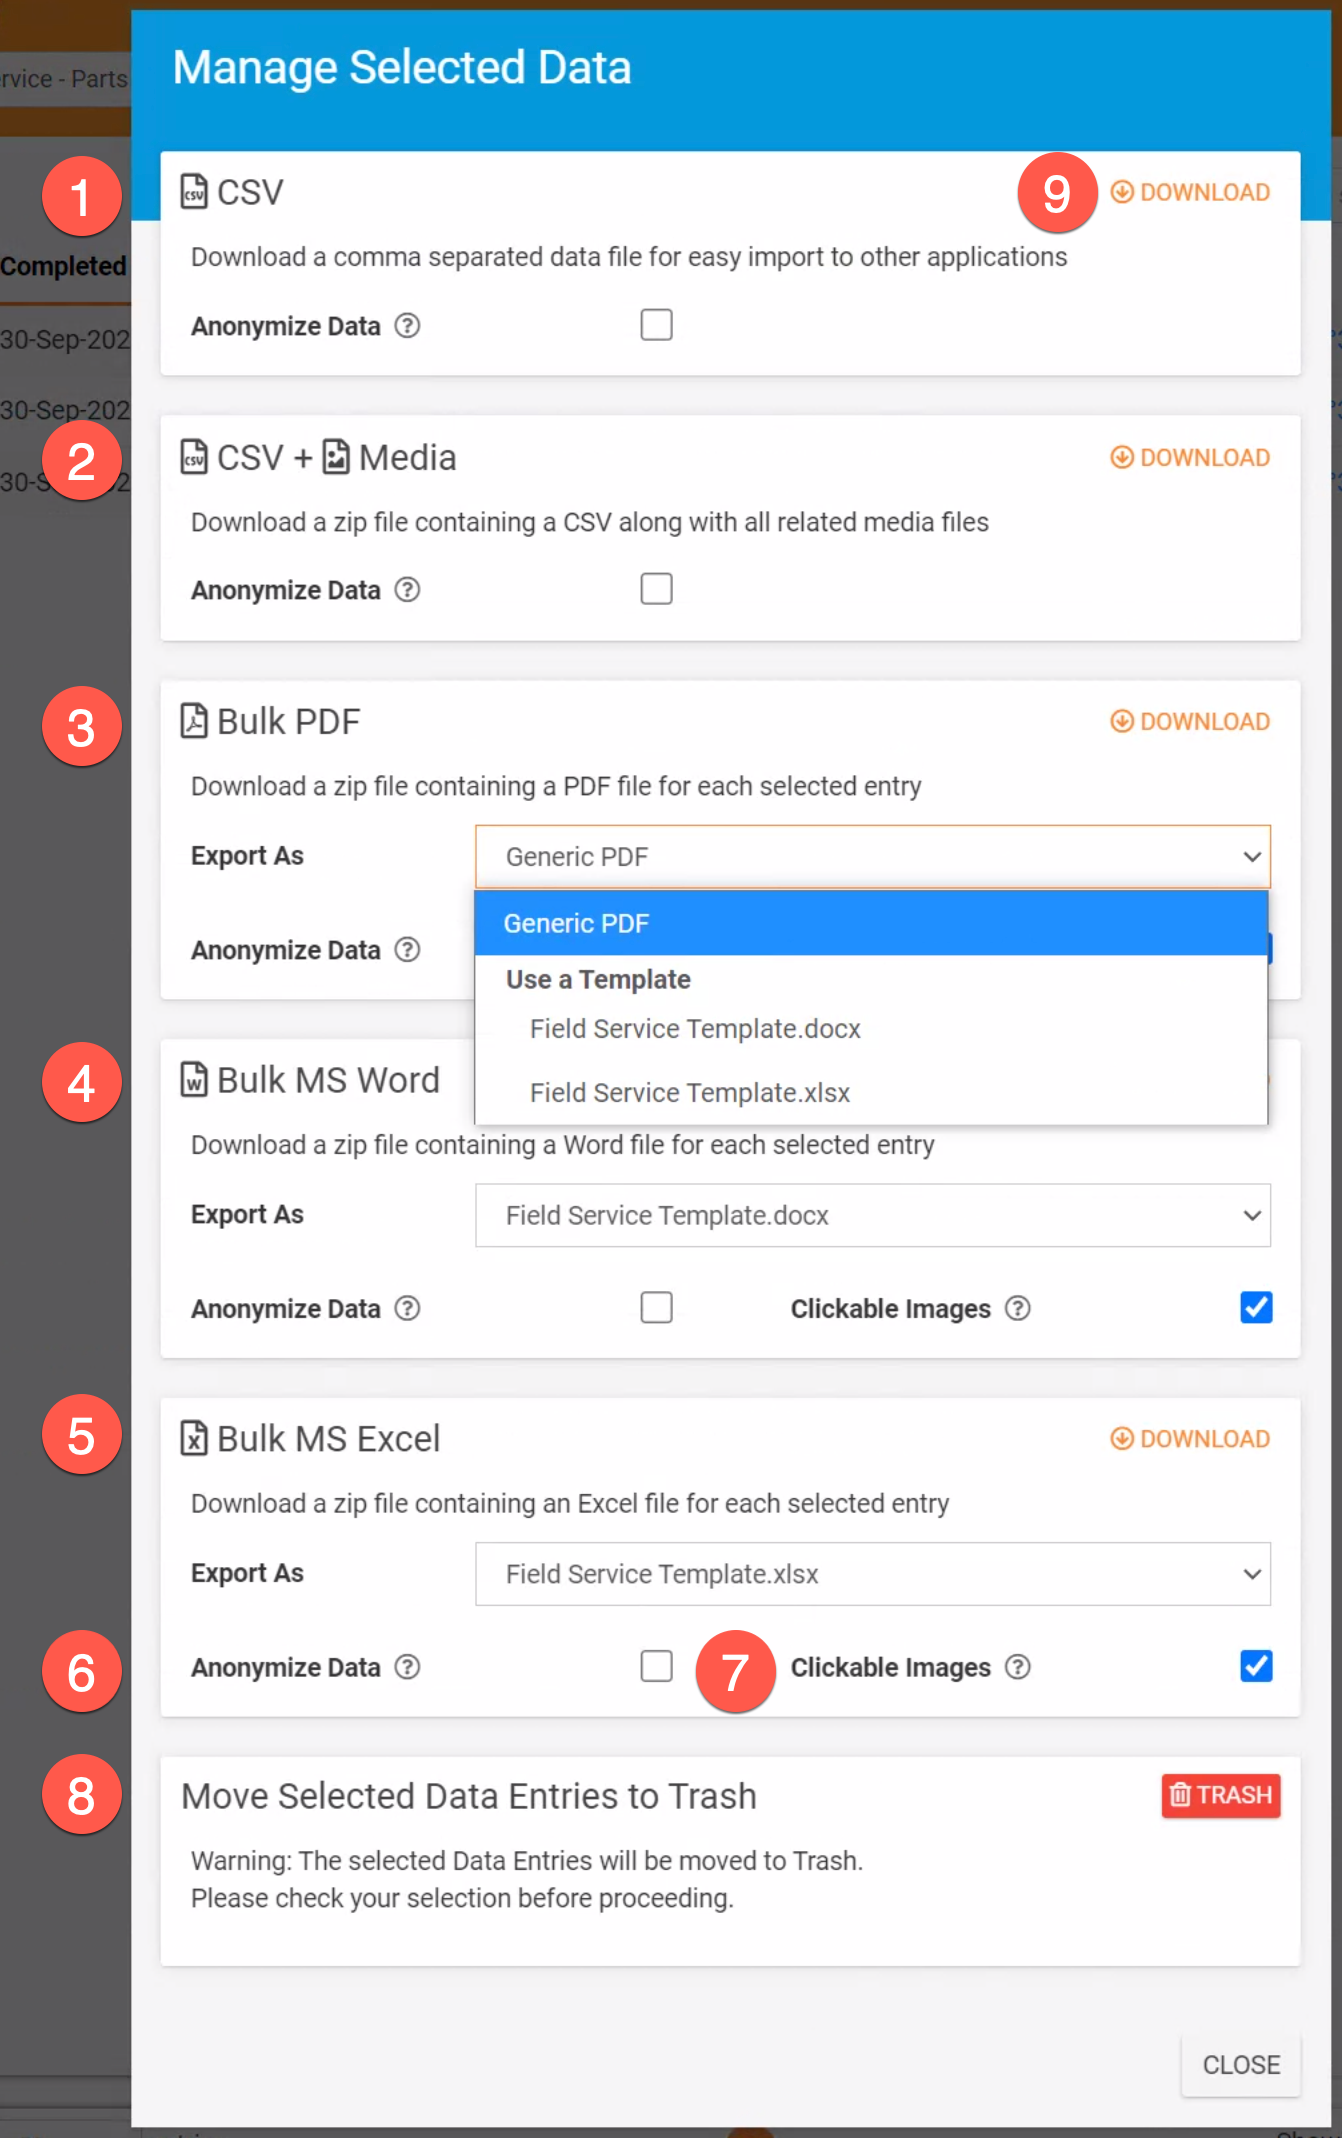 Manage Selected Data
rvice - Parts
1
CSV
9
DOWNLOAD
Completed
Download a comma separated data file for easy import to other applications
Anonymize Data
30-Sep-202
30-Sep-202
2
CSV + Media
DOWNLOAD
Download a zip file containing a CSV along with all related media files
Anonymize Data
3
Bulk PDF
DOWNLOAD
Download a zip file containing a PDF file for each selected entry
Export As
Generic PDF
Generic PDF
Anonymize Data
Use a Template
Field Service Template.docx
Field Service Template.xlsx
4
Bulk MS Word
Download a zip file containing a Word file for each selected entry
Export As
Field Service Template.docx
Anonymize Data
Clickable Images
5
Bulk MS Excel
DOWNLOAD
Download a zip file containing an Excel file for each selected entry
Export As
Field Service Template.xlsx
6
Anonymize Data
7
Clickable Images
8
Move Selected Data Entries to Trash
TRASH
Warning: The selected Data Entries will be moved to Trash.
Please check your selection before proceeding.
CLOSE